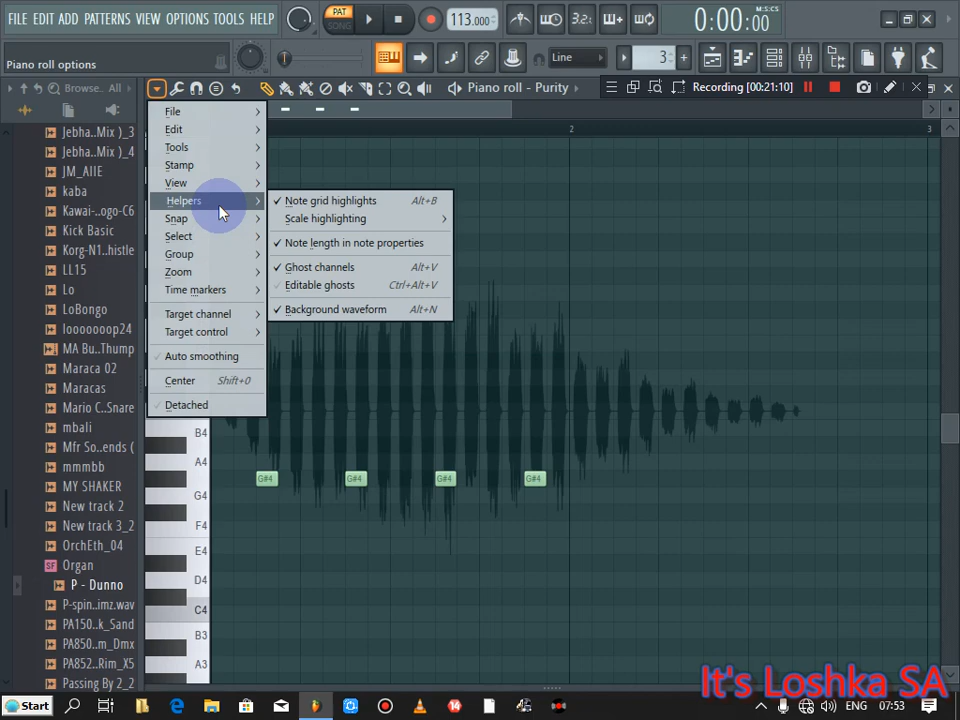 FILE EDIT ADD PATTERNS VIEW OPTIONS TOOLS HELP
PAT
SONG
113.000
3.2
0:00:00
M:S:CS
Piano roll options
Line
3
Browse.. All
Piano roll - Purity
Recording [00:21:10]
2
3
Jebha..Mix )_3
Jebha..Mix )_4
JM_AIIE
kaba
Kawai-..ogo-C6
Kick Basic
Korg-N1..histle
LL15
Lo
LoBongo
looooooop24
MA Bu..Thump
Maraca 02
Maracas
Mario C..Snare
mbali
Mfr So..ends (
mmmbb
MY SHAKER
New track 2
New track 3_2
OrchEth_04
SF Organ
P - Dunno
P-spin..imz.wav
PA150..k_Sand
PA850..m_Dmx
PA852..Rim_X5
Passing By 2_2
File
Edit
Tools
Stamp
View
Helpers
Snap
Select
Group
Zoom
Time markers
Target channel
Target control
Auto smoothing
Center Shift+0
Detached
Note grid highlights Alt+B
Scale highlighting
Note length in note properties
Ghost channels Alt+V
Editable ghosts Ctrl+Alt+V
Background waveform Alt+N
B4
A4
G4
F4
E4
D4
C4
B3
A3
G#4 G#4 G#4 G#4
It's Loshka SA
Start
07:53